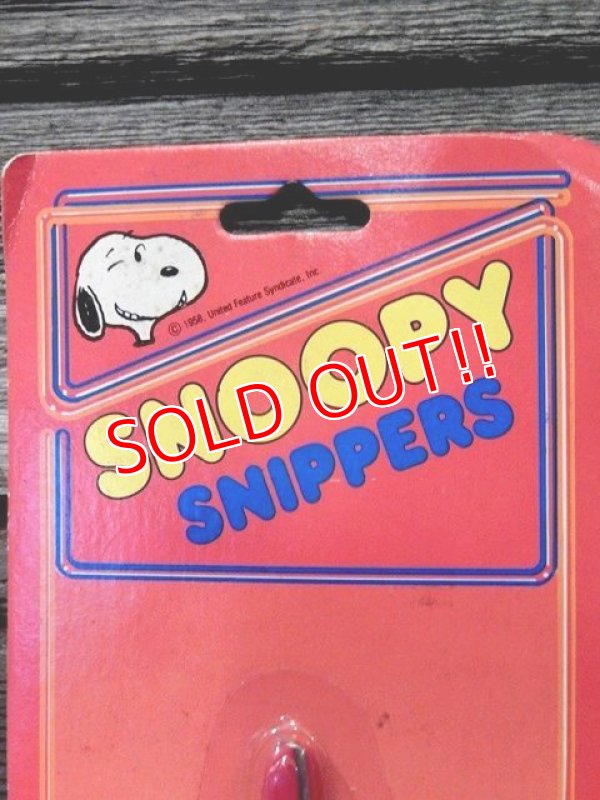 © 1958, United Feature Syndicate, Inc.
SNOOPY
SNIPPERS
SOLD OUT!!